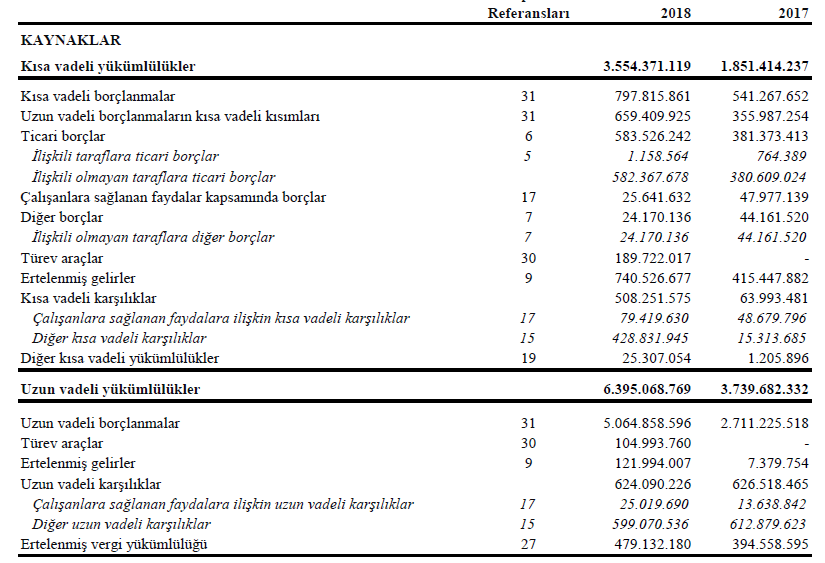 Referansları 2018 2017
KAYNAKLAR
Kısa vadeli yükümlülükler 3.554.371.119 1.851.414.237
Kısa vadeli borçlanmalar 31 797.815.861 541.267.652
Uzun vadeli borçlanmaların kısa vadeli kısımları 31 659.409.925 355.987.254
Ticari borçlar 6 583.526.242 381.373.413
İlişkili taraflara ticari borçlar 5 1.158.564 764.389
İlişkili olmayan taraflara ticari borçlar 582.367.678 380.609.024
Çalışanlara sağlanan faydalar kapsamında borçlar 17 25.641.632 47.977.139
Diğer borçlar 7 24.170.136 44.161.520
İlişkili olmayan taraflara diğer borçlar 7 24.170.136 44.161.520
Türev araçlar 30 189.722.017 -
Ertelenmiş gelirler 9 740.526.677 415.447.882
Kısa vadeli karşılıklar 508.251.575 63.993.481
Çalışanlara sağlanan faydalara ilişkin kısa vadeli karşılıklar 17 79.419.630 48.679.796
Diğer kısa vadeli karşılıklar 15 428.831.945 15.313.685
Diğer kısa vadeli yükümlülükler 19 25.307.054 1.205.896
Uzun vadeli yükümlülükler 6.395.068.769 3.739.682.332
Uzun vadeli borçlanmalar 31 5.064.858.596 2.711.225.518
Türev araçlar 30 104.993.760 -
Ertelenmiş gelirler 9 121.994.007 7.379.754
Uzun vadeli karşılıklar 624.090.226 626.518.465
Çalışanlara sağlanan faydalara ilişkin uzun vadeli karşılıklar 17 25.019.690 13.638.842
Diğer uzun vadeli karşılıklar 15 599.070.536 612.879.623
Ertelenmiş vergi yükümlülüğü 27 479.132.180 394.558.595